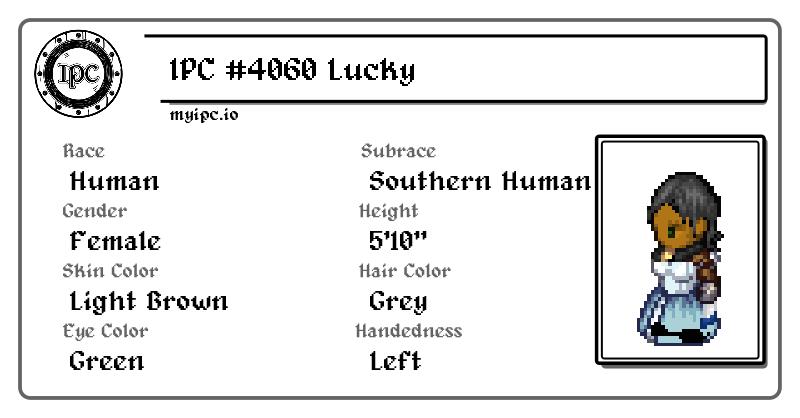 IPC
IPC #4060 Lucky
myipc.io
Race
Subrace
Human
Southern Human
Gender
Height
Female
5'10"
Skin Color
Hair Color
Light Brown
Grey
Eye Color
Handedness
Green
Left